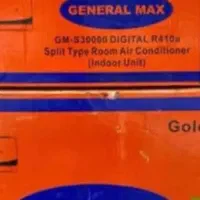 GENERAL MAX
GM-S30000 DIGITAL R410a
Split Type Room Air Conditioner
(Indoor Unit)
Gol